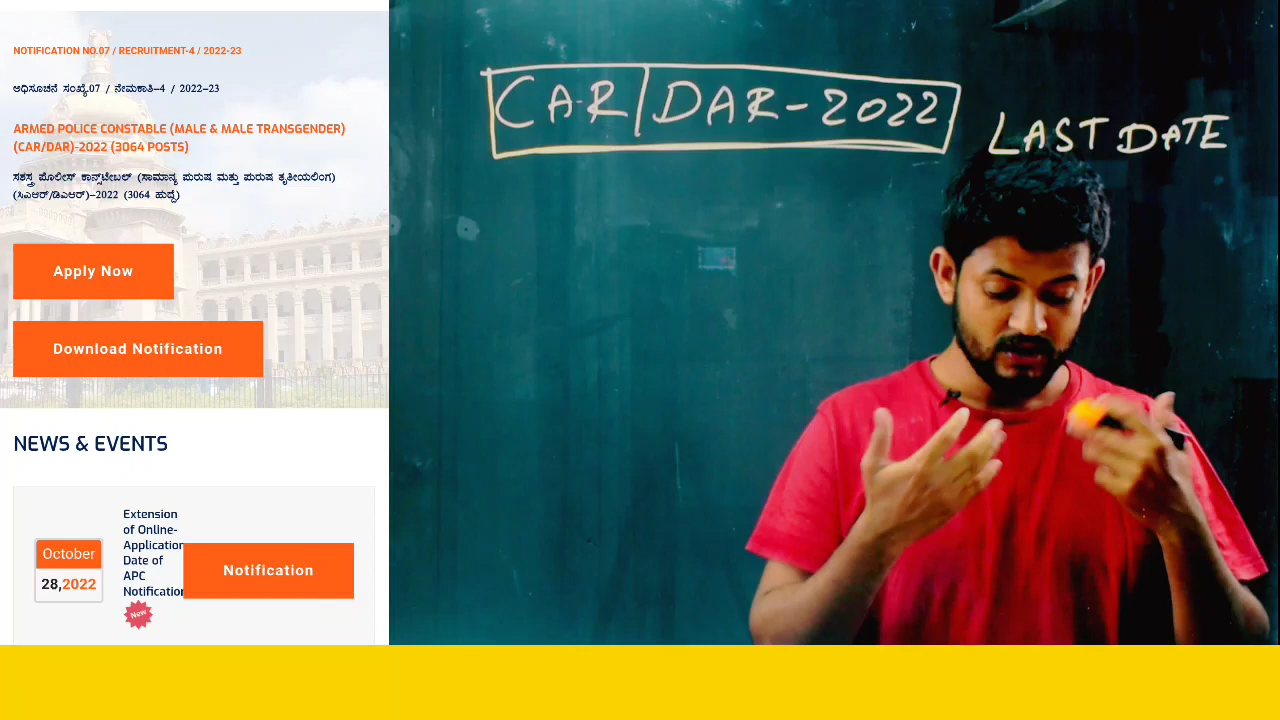 NOTIFICATION NO.07 / RECRUITMENT-4 / 2022-23
ಅಧಿಸೂಚನೆ ಸಂಖ್ಯೆ.07 / ನೇಮಕಾತಿ–4 / 2022–23
ARMED POLICE CONSTABLE (MALE & MALE TRANSGENDER)
(CAR/DAR)-2022 (3064 POSTS)
ಸಶಸ್ತ್ರ ಪೊಲೀಸ್ ಕಾನ್ಸ್‌ಟೇಬಲ್ (ಸಾಮಾನ್ಯ ಪುರುಷ ಮತ್ತು ಪುರುಷ ತೃತೀಯಲಿಂಗ)
(ಸಿಎಆರ್/ಡಿಎಆರ್)–2022 (3064 ಹುದ್ದೆ)
Apply Now
Download Notification
NEWS & EVENTS
October
28,2022
Extension
of Online-
Application
Date of
APC
Notification
New
Notification
CAR/DAR-2022
LAST DATE